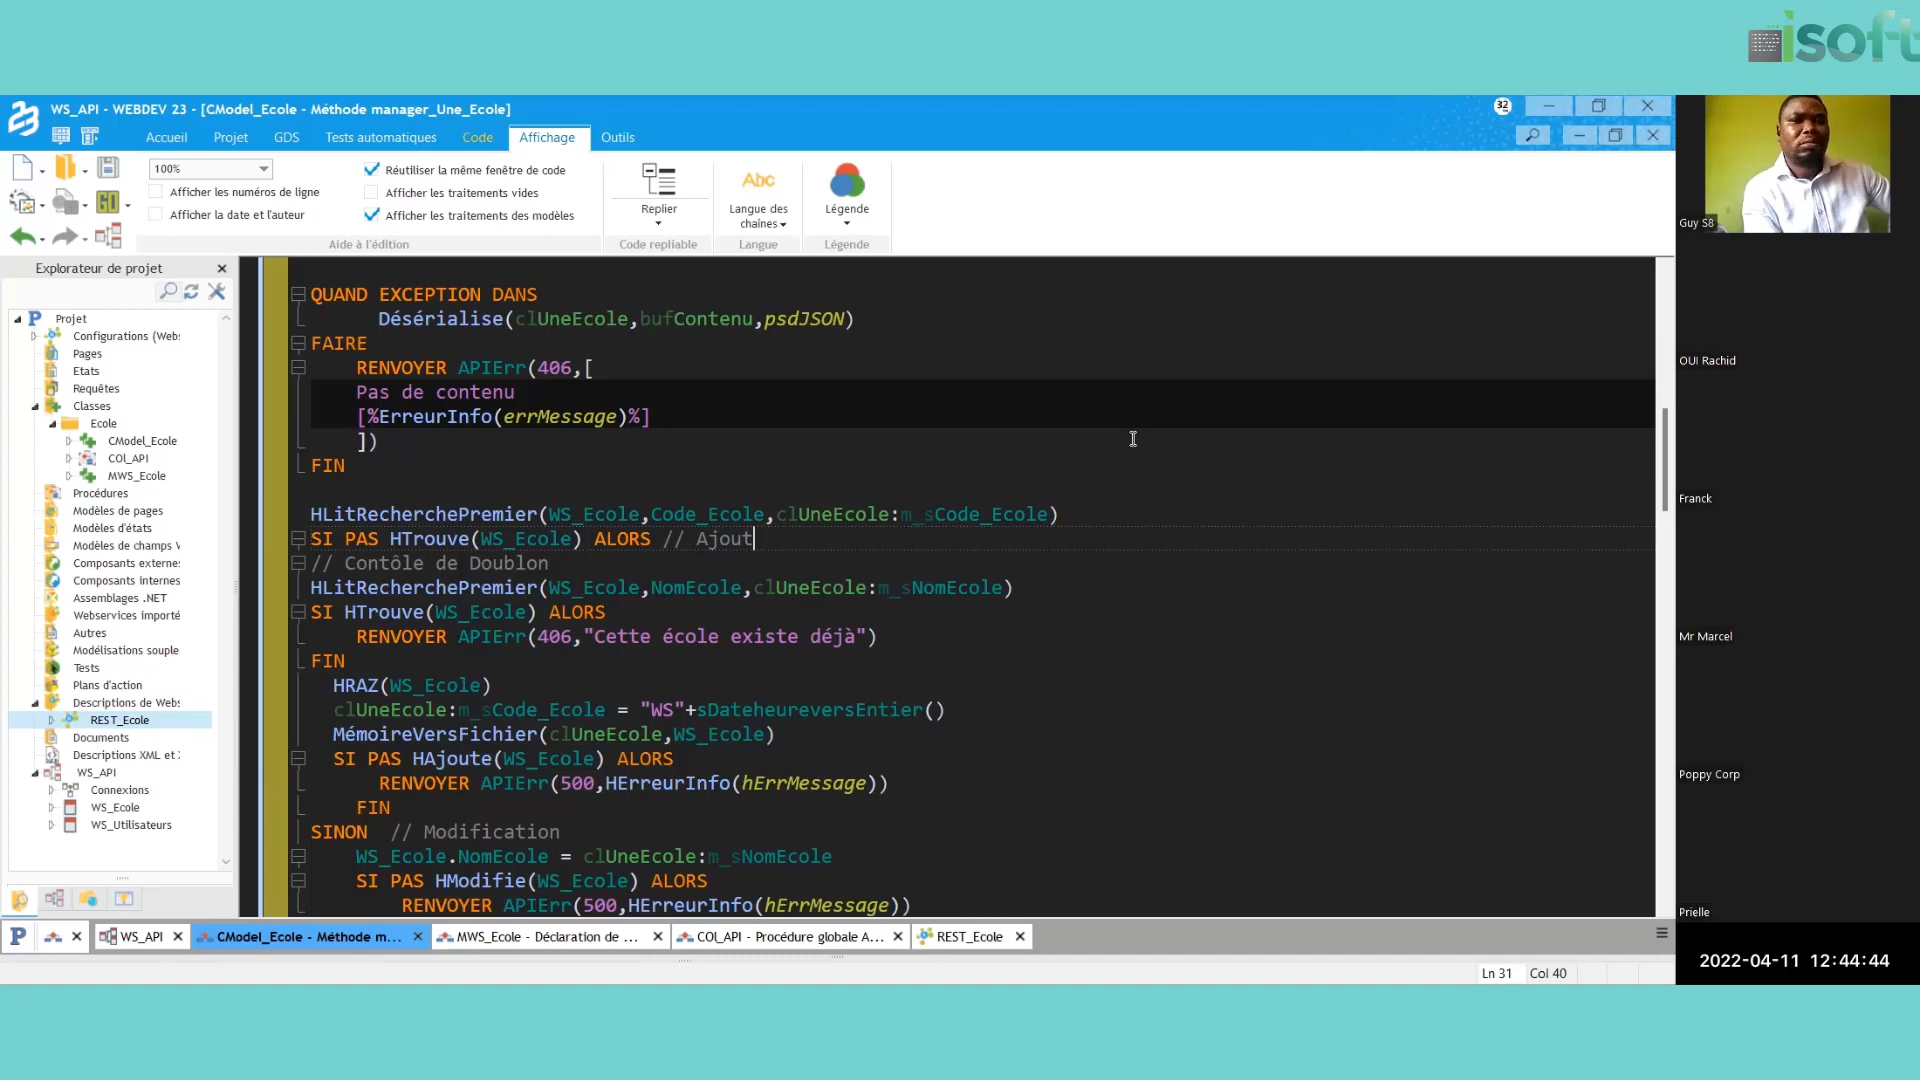 isoft
WS_API - WEBDEV 23 - [CModel_Ecole - Méthode manager_Une_Ecole]
32
Accueil Projet GDS Tests automatiques Code Affichage Outils
100%
Réutiliser la même fenêtre de code
Afficher les numéros de ligne
Afficher les traitements vides
Afficher la date et l'auteur
Afficher les traitements des modèles
Aide à l'édition
GO
Replier
Code repliable
Abc
Langue des
chaînes
Langue
Légende
Légende
Explorateur de projet
Projet
Configurations (Web:
Pages
Etats
Requêtes
Classes
Ecole
CModel_Ecole
COl_API
MWS_Ecole
Procédures
Modèles de pages
Modèles d'états
Modèles de champs V
Composants externe:
Composants internes
Assemblages .NET
Webservices importé
Autres
Modélisations souple
Tests
Plans d'action
Descriptions de Web:
REST_Ecole
Documents
Descriptions XML et :
WS_API
Connexions
WS_Ecole
WS_Utilisateurs
QUAND EXCEPTION DANS
Désérialise(clUneEcole,bufContenu,psdJSON)
FAIRE
RENVOYER APIErr(406,[
Pas de contenu
[%ErreurInfo(errMessage)%]
])
FIN
HLitRecherchePremier(WS_Ecole,Code_Ecole,clUneEcole:m_sCode_Ecole)
SI PAS HTrouve(WS_Ecole) ALORS // Ajout
// Contôle de Doublon
HLitRecherchePremier(WS_Ecole,NomEcole,clUneEcole:m_sNomEcole)
SI HTrouve(WS_Ecole) ALORS
RENVOYER APIErr(406,"Cette école existe déjà")
FIN
HRAZ(WS_Ecole)
clUneEcole:m_sCode_Ecole = "WS"+sDateheureversEntier()
MémoireVersFichier(clUneEcole,WS_Ecole)
SI PAS HAjoute(WS_Ecole) ALORS
RENVOYER APIErr(500,HErreurInfo(hErrMessage))
FIN
SINON // Modification
WS_Ecole.NomEcole = clUneEcole:m_sNomEcole
SI PAS HModifie(WS_Ecole) ALORS
RENVOYER APIErr(500,HErreurInfo(hErrMessage))
WS_API
CModel_Ecole - Méthode m...
MWS_Ecole - Déclaration de ...
COl_API - Procédure globale A...
REST_Ecole
Ln 31 Col 40
Guy S8
OUI Rachid
Franck
Mr Marcel
Poppy Corp
Prielle
2022-04-11 12:44:44